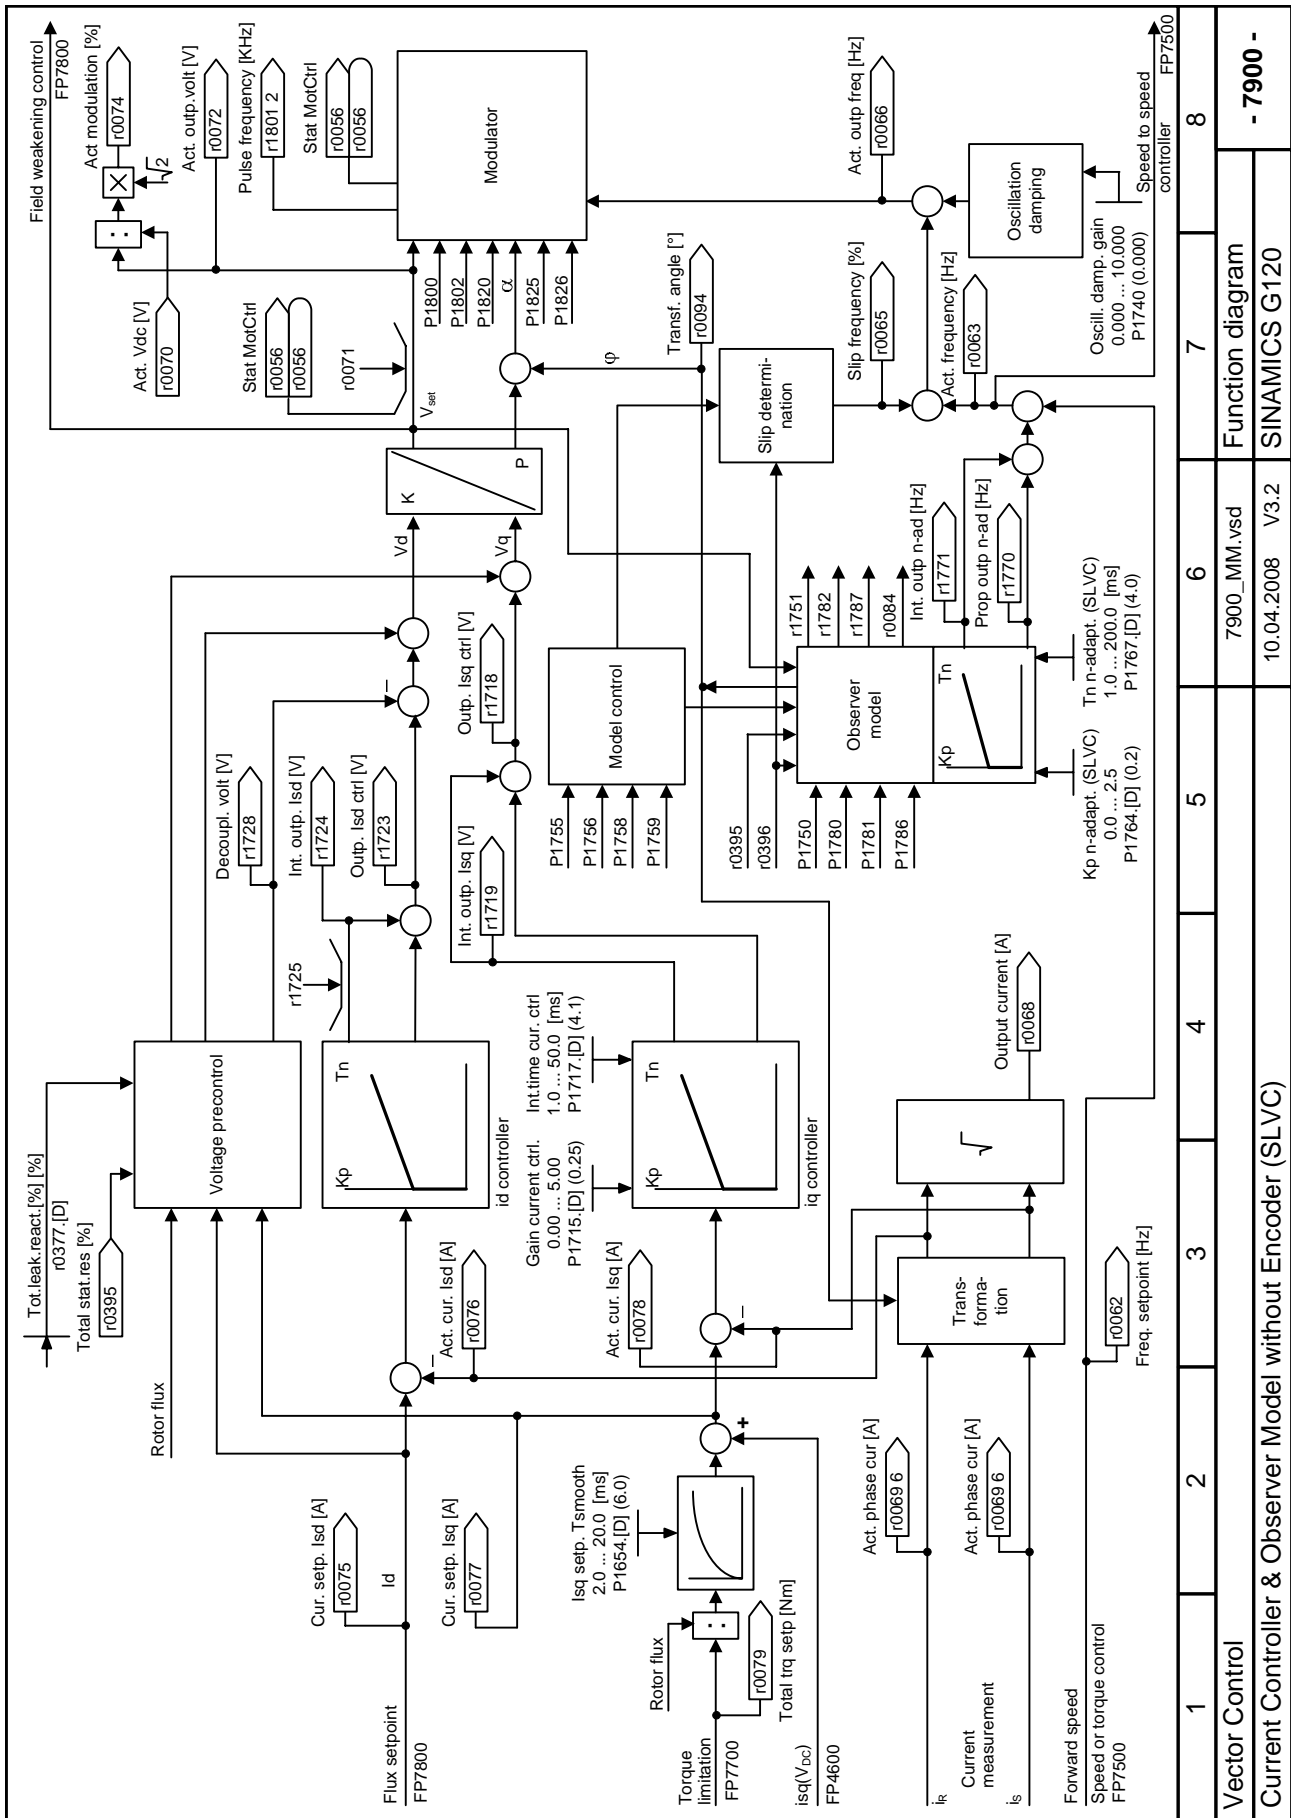 Tot.leak.react.[%] [%]
r0377.[D]
Total stat.res [%]
r0395
Rotor flux
Voltage precontrol
Decoupl. volt [V]
r1728
Field weakening control
FP7800
Act modulation [%]
r0074
√2
Act. outp.volt [V]
r0072
Act. Vdc [V]
r0070
Pulse frequency [KHz]
r1801 2
Stat MotCtrl
r0056
r0056
Stat MotCtrl
r0056
r0056
r0071
Vset
Cur. setp. Isd [A]
r0075
Id
Flux setpoint
FP7800
Act. cur. Isd [A]
r0076
–
Kp
Tn
id controller
r1725
Int. outp. Isd [V]
r1724
Outp. Isd ctrl [V]
r1723
–
Vd
Vq
K
P
P1800
P1802
P1820
α
P1825
P1826
Modulator
φ
Cur. setp. Isq [A]
r0077
Isq setp. Tsmooth
2.0 ... 20.0 [ms]
P1654.[D] (6.0)
Rotor flux
Torque
limitation
FP7700
r0079
Total trq setp [Nm]
isq(VDC)
FP4600
+
Act. cur. Isq [A]
r0078
–
Gain current ctrl.
0.00 ... 5.00
P1715.[D] (0.25)
Int.time cur. ctrl
1.0 ... 50.0 [ms]
P1717.[D] (4.1)
Kp
Tn
iq controller
Int. outp. Isq [V]
r1719
Outp. Isq ctrl [V]
r1718
P1755
P1756
P1758
P1759
Model control
r0395
r0396
P1750
P1780
P1781
P1786
Observer
model
Kp
Tn
r1751
r1782
r1787
r0084
Int. outp n-ad [Hz]
r1771
Prop outp n-ad [Hz]
r1770
Kp n-adapt. (SLVC)
0.0 ... 2.5
P1764.[D] (0.2)
Tn n-adapt. (SLVC)
1.0 ... 200.0 [ms]
P1767.[D] (4.0)
Transf. angle [°]
r0094
Slip determi-
nation
Slip frequency [%]
r0065
Act. frequency [Hz]
r0063
Act. outp freq [Hz]
r0066
Oscillation
damping
Oscill. damp. gain
0.000 ... 10.000
P1740 (0.000)
Speed to speed
controller
FP7500
Act. phase cur [A]
r0069 6
Act. phase cur [A]
r0069 6
iR
Current
measurement
iS
Trans-
forma-
tion
√
Output current [A]
r0068
Forward speed
Speed or torque control
FP7500
r0062
Freq. setpoint [Hz]
1
2
3
4
5
6
7
8
Vector Control
Current Controller & Observer Model without Encoder (SLVC)
7900_MM.vsd
10.04.2008 V3.2
Function diagram
SINAMICS G120
- 7900 -